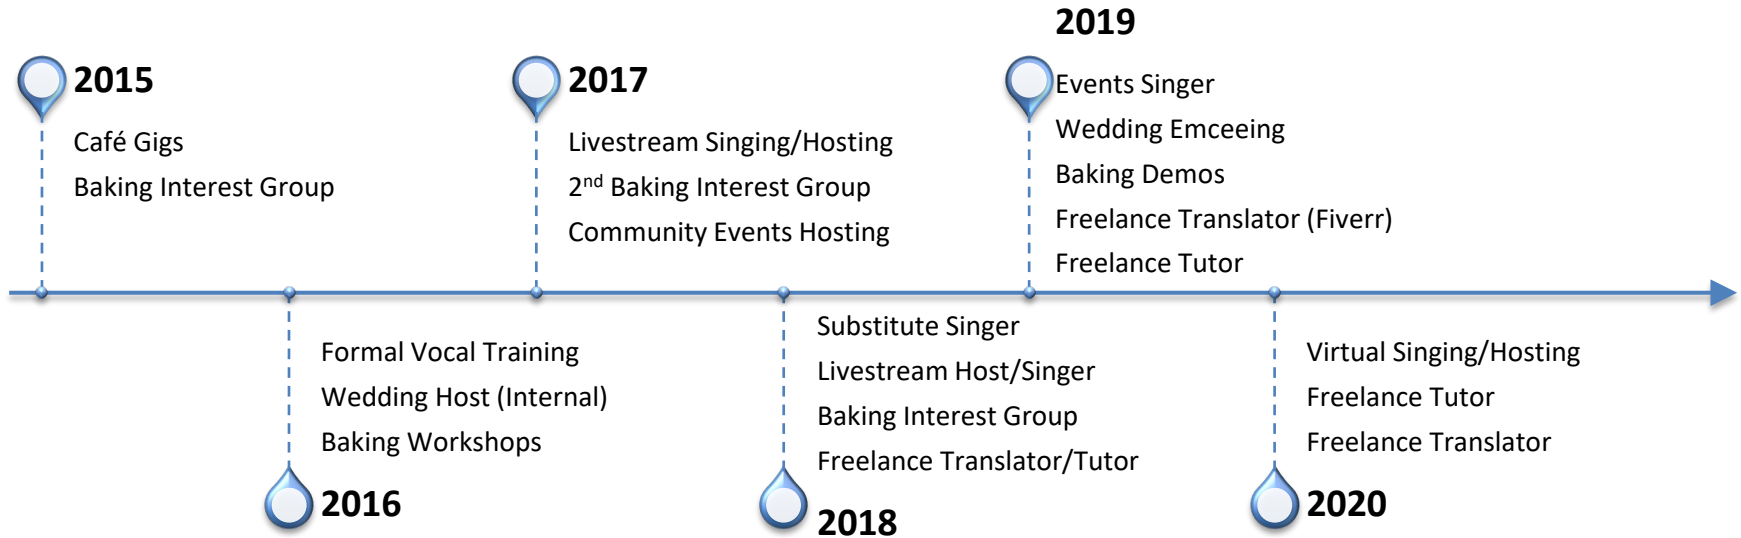 2015
Café Gigs
Baking Interest Group
2016
Formal Vocal Training
Wedding Host (Internal)
Baking Workshops
2017
Livestream Singing/Hosting
2nd Baking Interest Group
Community Events Hosting
2018
Substitute Singer
Livestream Host/Singer
Baking Interest Group
Freelance Translator/Tutor
2019
Events Singer
Wedding Emceeing
Baking Demos
Freelance Translator (Fiverr)
Freelance Tutor
2020
Virtual Singing/Hosting
Freelance Tutor
Freelance Translator